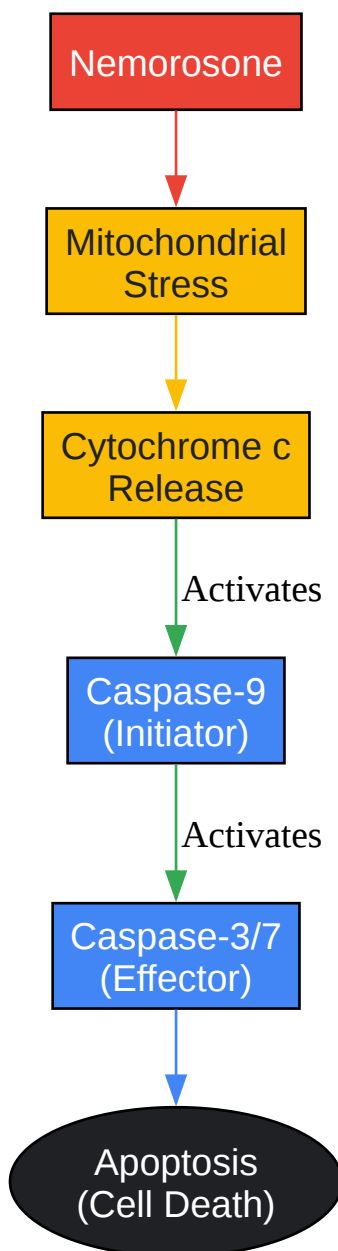 Nemorosone
Mitochondrial
Stress
Cytochrome c
Release
Activates
Caspase-9
(Initiator)
Activates
Caspase-3/7
(Effector)
Apoptosis
(Cell Death)